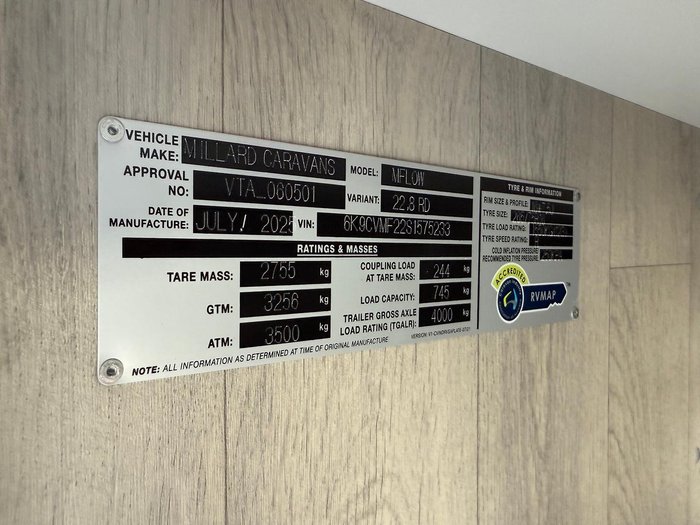 VEHICLE MAKE: MILLARD CARAVANS
MODEL: MFLOW
APPROVAL NO: VTA_060501
VARIANT: 22.8 RD
DATE OF MANUFACTURE: JULY/ 2025
VIN: 6K9CVMF22S1575233
RATINGS & MASSES
TARE MASS: 2755 kg
COUPLING LOAD AT TARE MASS: 244 kg
GTM: 3256 kg
LOAD CAPACITY: 745 kg
ATM: 3500 kg
TRAILER GROSS AXLE LOAD RATING (TGALR): 4000 kg
NOTE: ALL INFORMATION AS DETERMINED AT TIME OF ORIGINAL MANUFACTURE
TYRE & RIM INFORMATION
RIM SIZE & PROFILE:
TYRE SIZE:
TYRE LOAD RATING:
TYRE SPEED RATING:
COLD INFLATION PRESSURE:
RECOMMENDED TYRE PRESSURE:
ACCREDITED
RVMAP